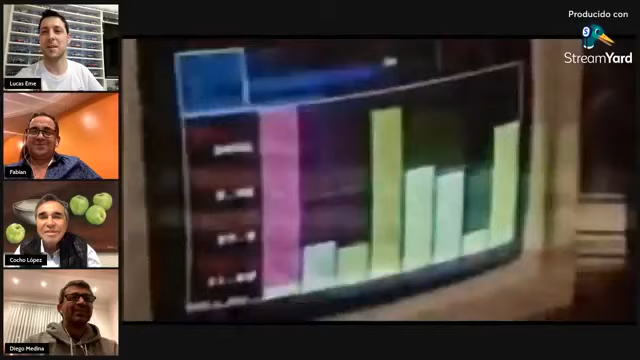 Producido con
StreamYard
Lucas Eme
Fabian
Cocho López
Diego Medina